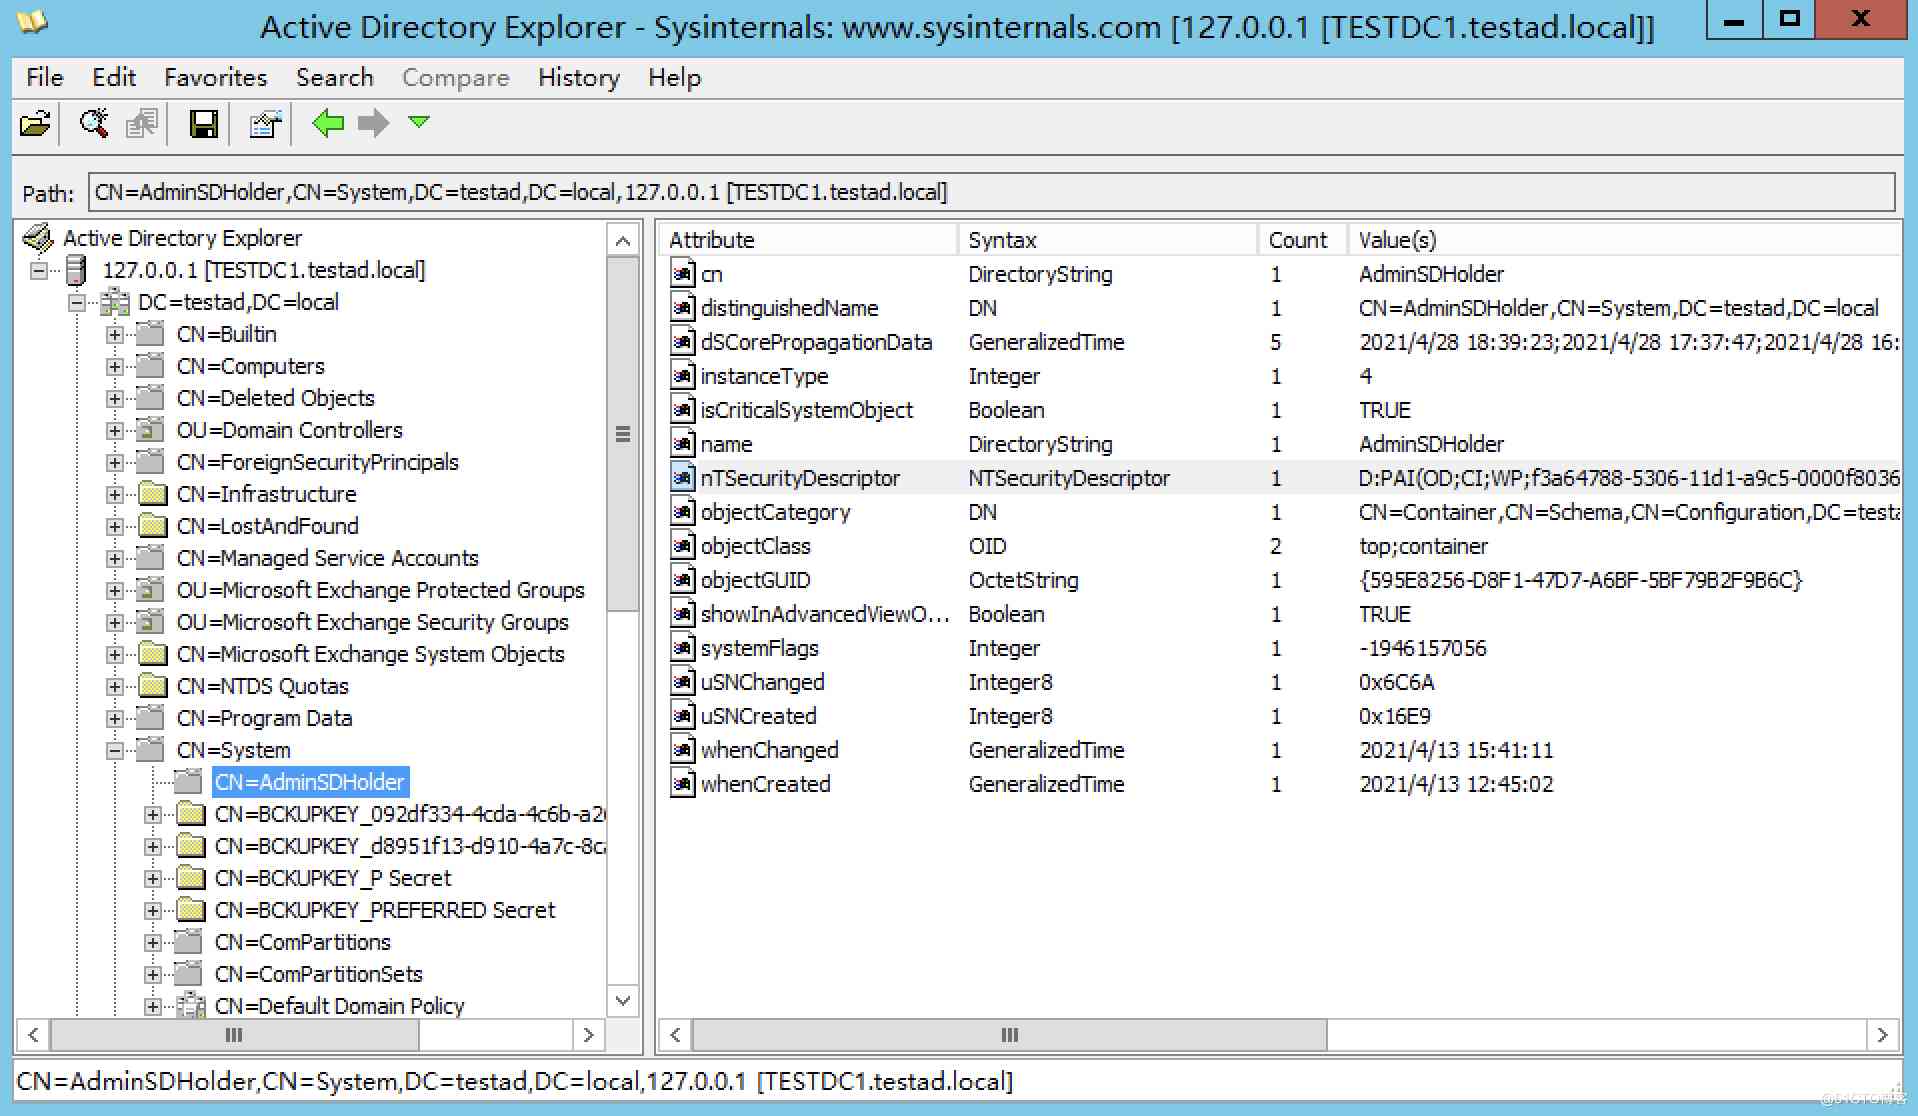 Active Directory Explorer - Sysinternals: www.sysinternals.com [127.0.0.1 [TESTDC1.testad.local]]
File Edit Favorites Search Compare History Help
Path: CN=AdminSDHolder,CN=System,DC=testad,DC=local,127.0.0.1 [TESTDC1.testad.local]
Active Directory Explorer
127.0.0.1 [TESTDC1.testad.local]
DC=testad,DC=local
CN=Builtin
CN=Computers
CN=Deleted Objects
OU=Domain Controllers
CN=ForeignSecurityPrincipals
CN=Infrastructure
CN=LostAndFound
CN=Managed Service Accounts
OU=Microsoft Exchange Protected Groups
OU=Microsoft Exchange Security Groups
CN=Microsoft Exchange System Objects
CN=NTDS Quotas
CN=Program Data
CN=System
CN=AdminSDHolder
CN=BCKUPKEY_092df334-4cda-4c6b-a2
CN=BCKUPKEY_d8951f13-d910-4a7c-8c
CN=BCKUPKEY_P Secret
CN=BCKUPKEY_PREFERRED Secret
CN=ComPartitions
CN=ComPartitionSets
CN=Default Domain Policy
Attribute Syntax Count Value(s)
cn DirectoryString 1 AdminSDHolder
distinguishedName DN 1 CN=AdminSDHolder,CN=System,DC=testad,DC=local
dSCorePropagationData GeneralizedTime 5 2021/4/28 18:39:23;2021/4/28 17:37:47;2021/4/28 16:
instanceType Integer 1 4
isCriticalSystemObject Boolean 1 TRUE
name DirectoryString 1 AdminSDHolder
nTSecurityDescriptor NTSecurityDescriptor 1 D:PAI(OD;CI;WP;f3a64788-5306-11d1-a9c5-0000f8036
objectCategory DN 1 CN=Container,CN=Schema,CN=Configuration,DC=testa
objectClass OID 2 top;container
objectGUID OctetString 1 {595E8256-D8F1-47D7-A6BF-5BF79B2F9B6C}
showInAdvancedViewO... Boolean 1 TRUE
systemFlags Integer 1 -1946157056
uSNChanged Integer8 1 0x6C6A
uSNCreated Integer8 1 0x16E9
whenChanged GeneralizedTime 1 2021/4/13 15:41:11
whenCreated GeneralizedTime 1 2021/4/13 12:45:02
CN=AdminSDHolder,CN=System,DC=testad,DC=local,127.0.0.1 [TESTDC1.testad.local]
@51CTO博客